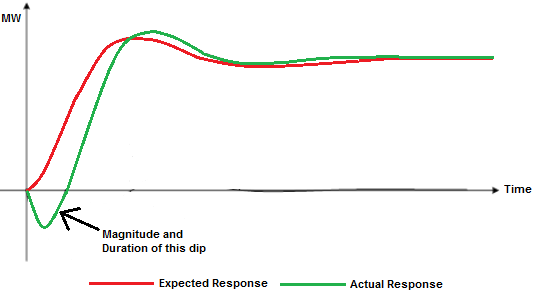 MW
Time
Magnitude and
Duration of this dip
Expected Response
Actual Response